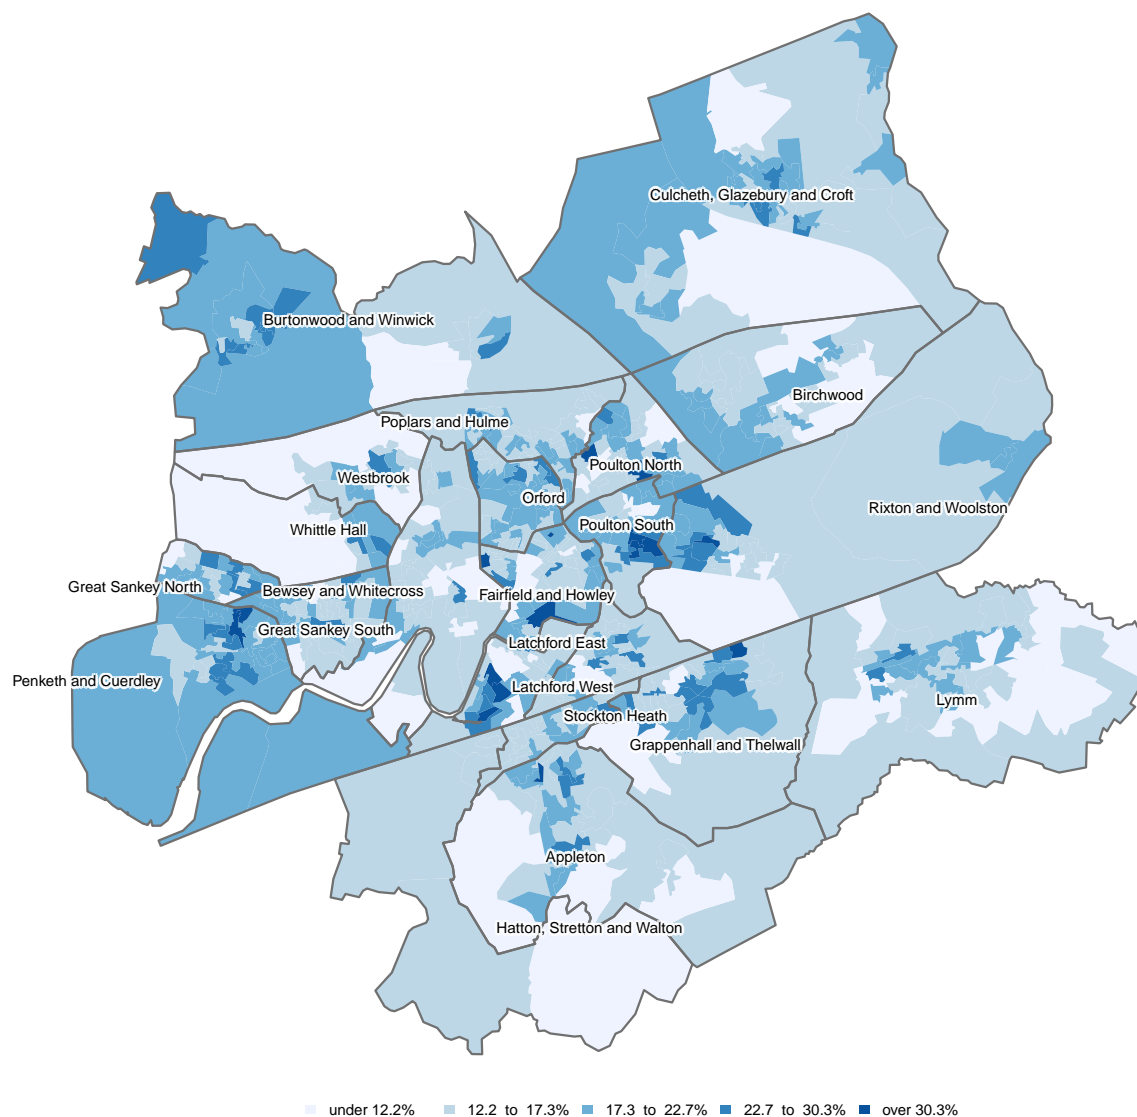 Culcheth, Glazebury and Croft
Burtonwood and Winwick
Birchwood
Poplars and Hulme
Poulton North
Westbrook
Orford
Rixton and Woolston
Whittle Hall
Poulton South
Great Sankey North
Bewsey and Whitecross
Fairfield and Howley
Great Sankey South
Latchford East
Penketh and Cuerdley
Latchford West
Lymm
Stockton Heath
Grappenhall and Thelwall
Appleton
Hatton, Stretton and Walton
under 12.2% 12.2 to 17.3% 17.3 to 22.7% 22.7 to 30.3% over 30.3%